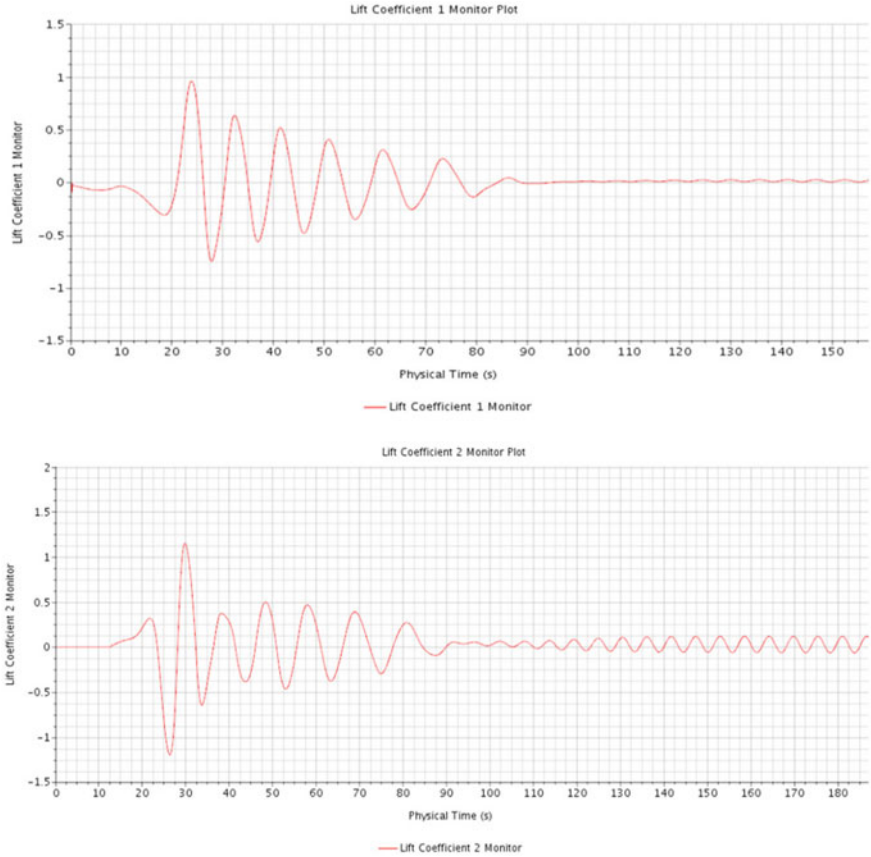 Lift Coefficient 1 Monitor Plot
Lift Coefficient 1 Monitor
1.5
1
0.5
0
−0.5
−1
−1.5
0 10 20 30 40 50 60 70 80 90 100 110 120 130 140 150
Physical Time (s)
Lift Coefficient 1 Monitor
Lift Coefficient 2 Monitor Plot
Lift Coefficient 2 Monitor
2
1.5
1
0.5
0
−0.5
−1
−1.5
0 10 20 30 40 50 60 70 80 90 100 110 120 130 140 150 160 170 180
Physical Time (s)
Lift Coefficient 2 Monitor